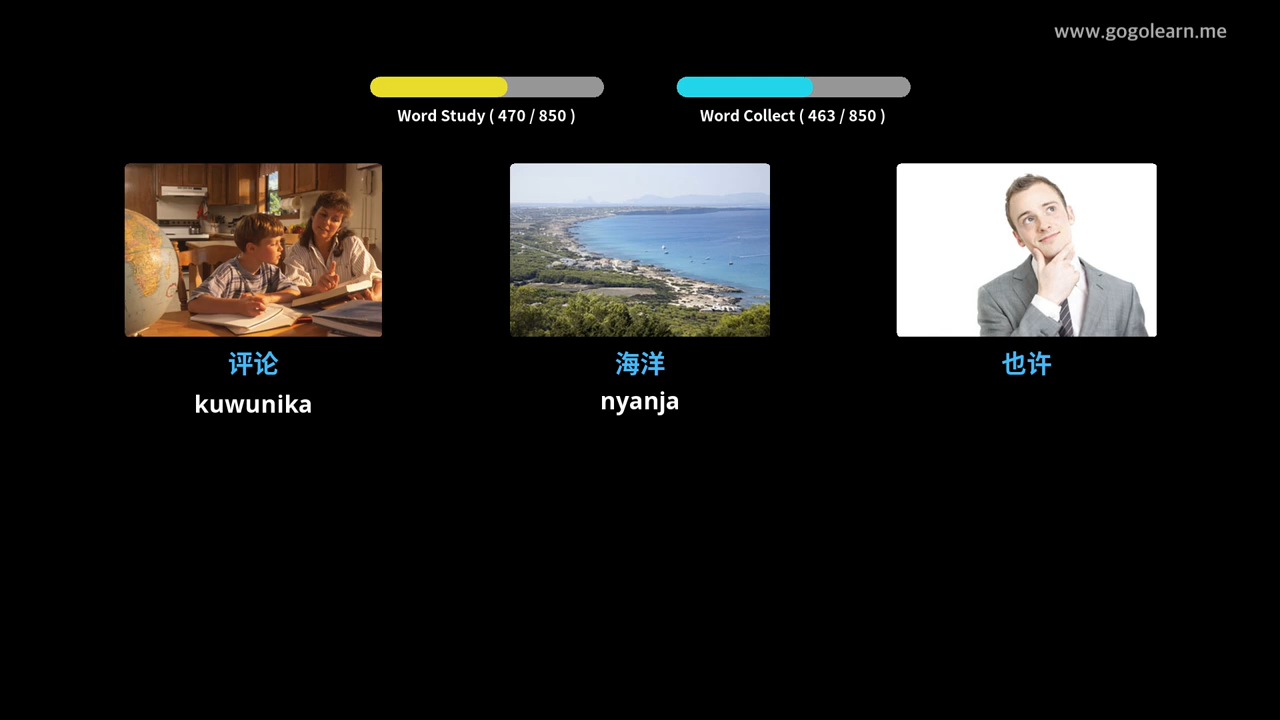 www.gogolearn.me
Word Study ( 470 / 850 )
Word Collect ( 463 / 850 )
评论
kuwunika
海洋
nyanja
也许